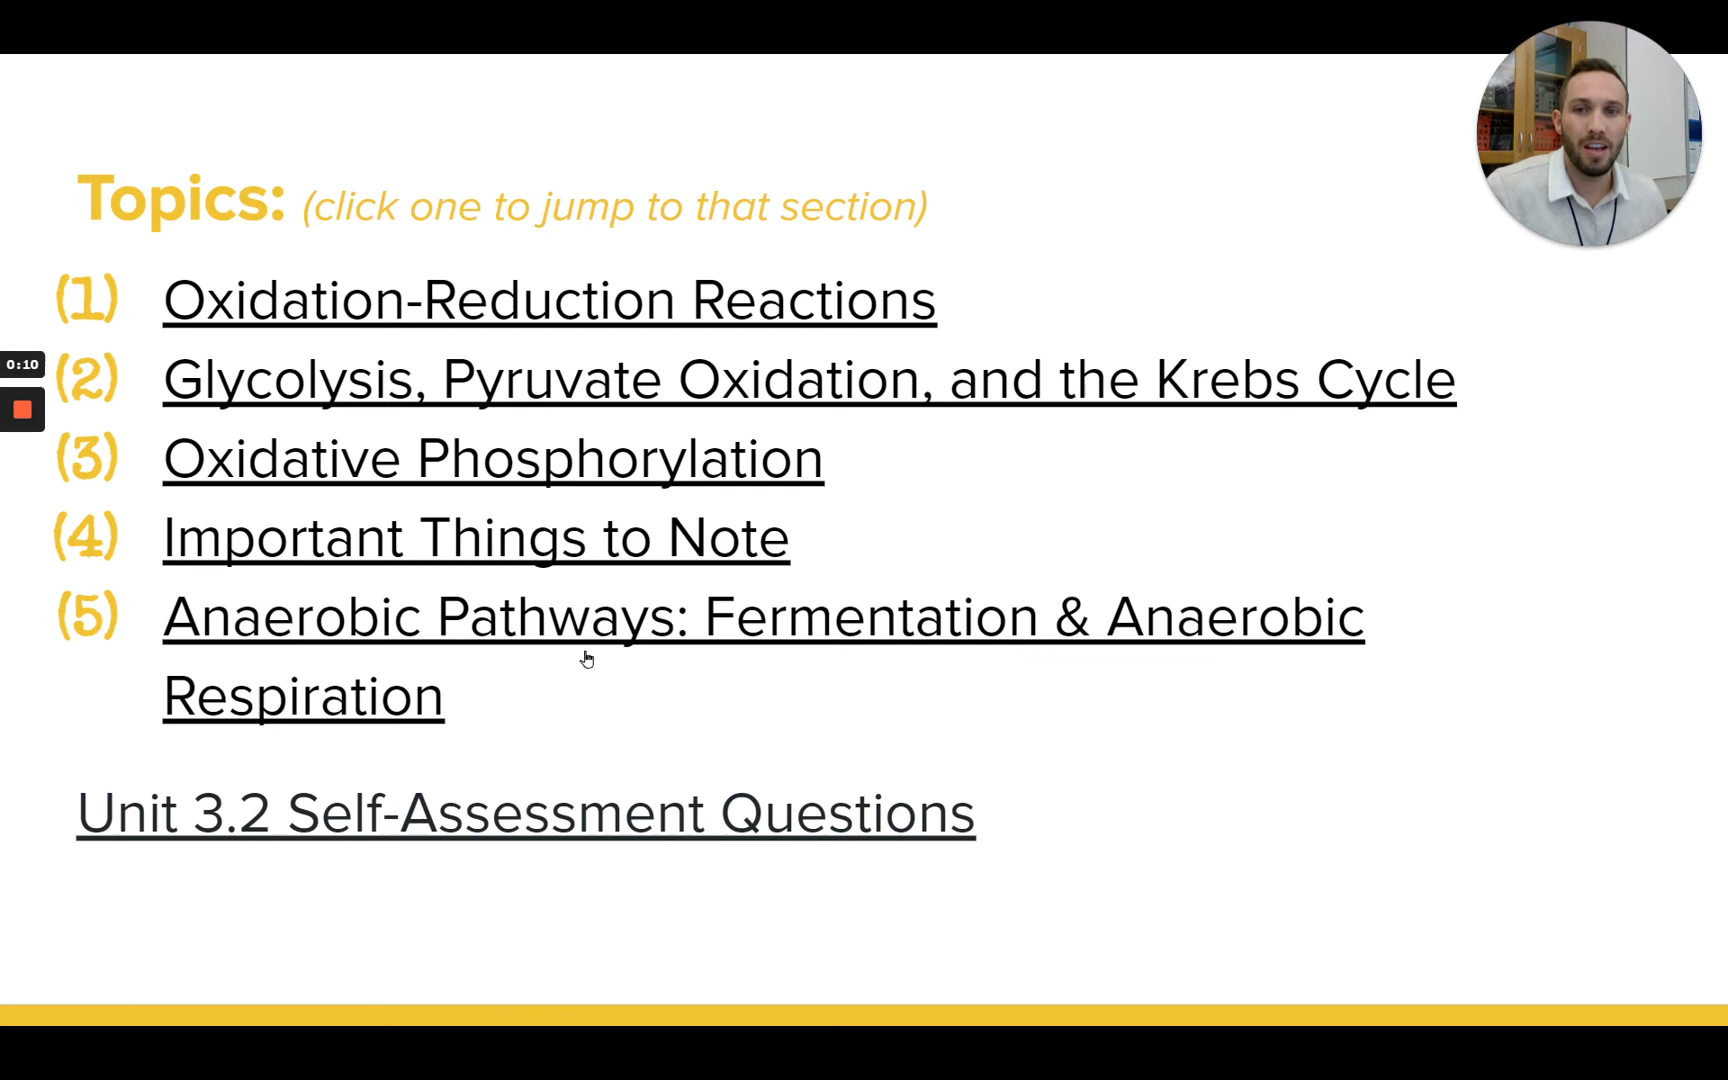 Topics: (click one to jump to that section)
(1) Oxidation-Reduction Reactions
0:10
(2) Glycolysis, Pyruvate Oxidation, and the Krebs Cycle
(3) Oxidative Phosphorylation
(4) Important Things to Note
(5) Anaerobic Pathways: Fermentation & Anaerobic
Respiration
Unit 3.2 Self-Assessment Questions